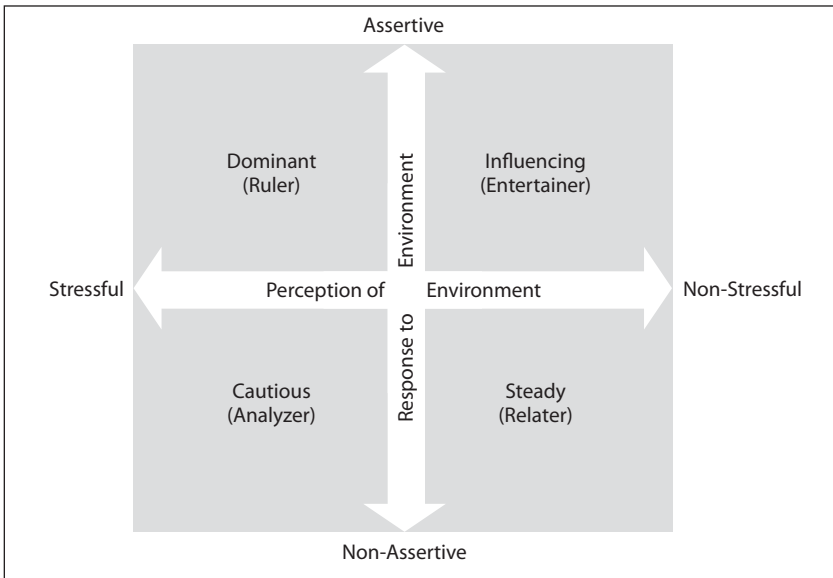 Assertive
Dominant
(Ruler)
Influencing
(Entertainer)
Stressful
Perception of Environment
Non-Stressful
Response to Environment
Cautious
(Analyzer)
Steady
(Relater)
Non-Assertive